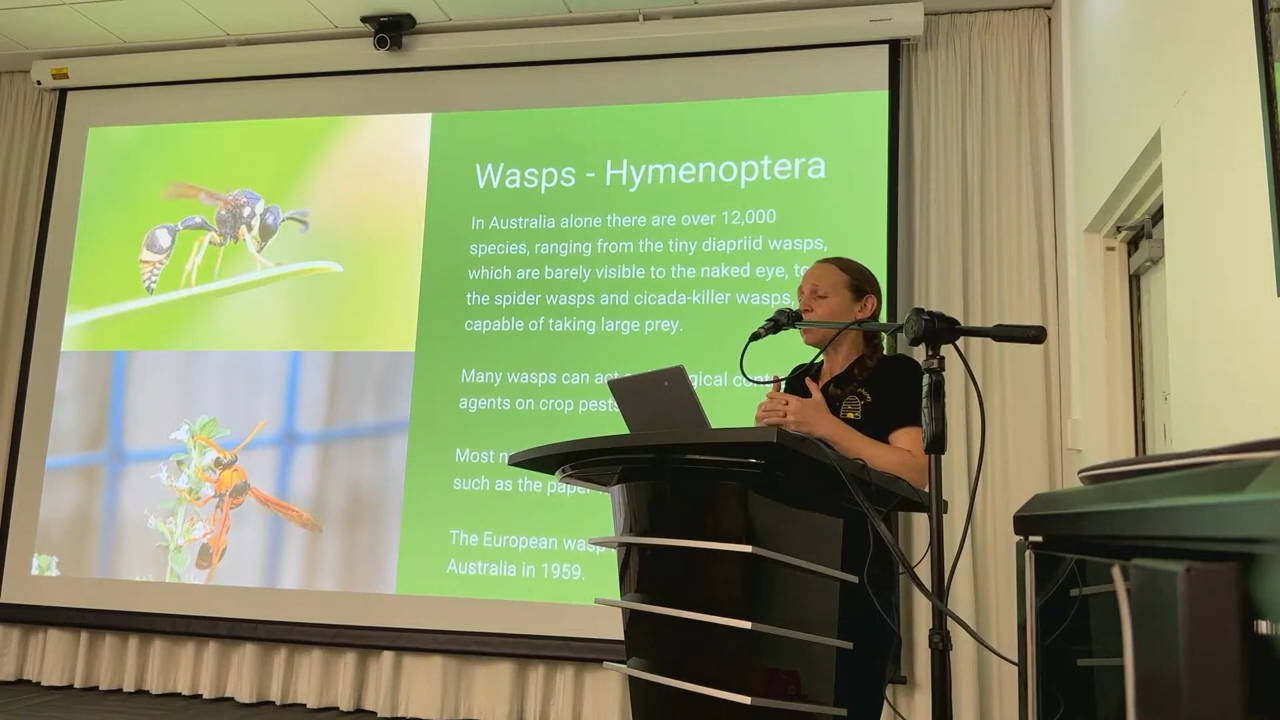 Wasps - Hymenoptera
In Australia alone there are over 12,000
species, ranging from the tiny diapriid wasps,
which are barely visible to the naked eye, to
the spider wasps and cicada-killer wasps,
capable of taking large prey.
Many wasps can act
agents on crop pests
Most
such as the paper
The European wasp
Australia in 1959.